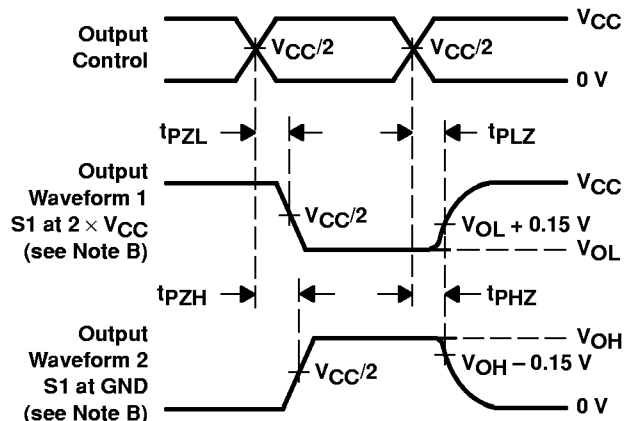 Output
Control
VCC/2
VCC/2
VCC
0 V
tPZL
tPLZ
Output
Waveform 1
S1 at 2 × VCC
(see Note B)
VCC/2
VCC
VOL + 0.15 V
VOL
tPZH
tPHZ
Output
Waveform 2
S1 at GND
(see Note B)
VCC/2
VOH
VOH − 0.15 V
0 V